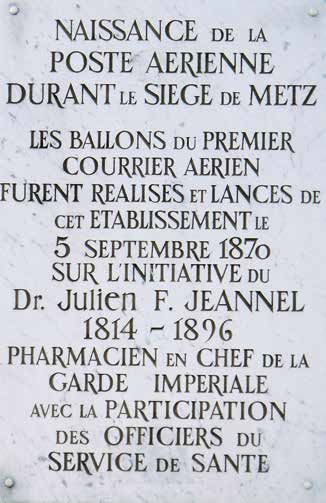 NAISSANCE DE LA
POSTE AERIENNE
DURANT LE SIEGE DE METZ
LES BALLONS DU PREMIER
COURRIER AERIEN
FURENT REALISES ET LANCES DE
CET ETABLISSEMENT LE
5 SEPTEMBRE 1870
SUR L'INITIATIVE DU
Dr. Julien F. JEANNEL
1814 - 1896
PHARMACIEN EN CHEF DE LA
GARDE IMPERIALE
AVEC LA PARTICIPATION
DES OFFICIERS DU
SERVICE DE SANTE